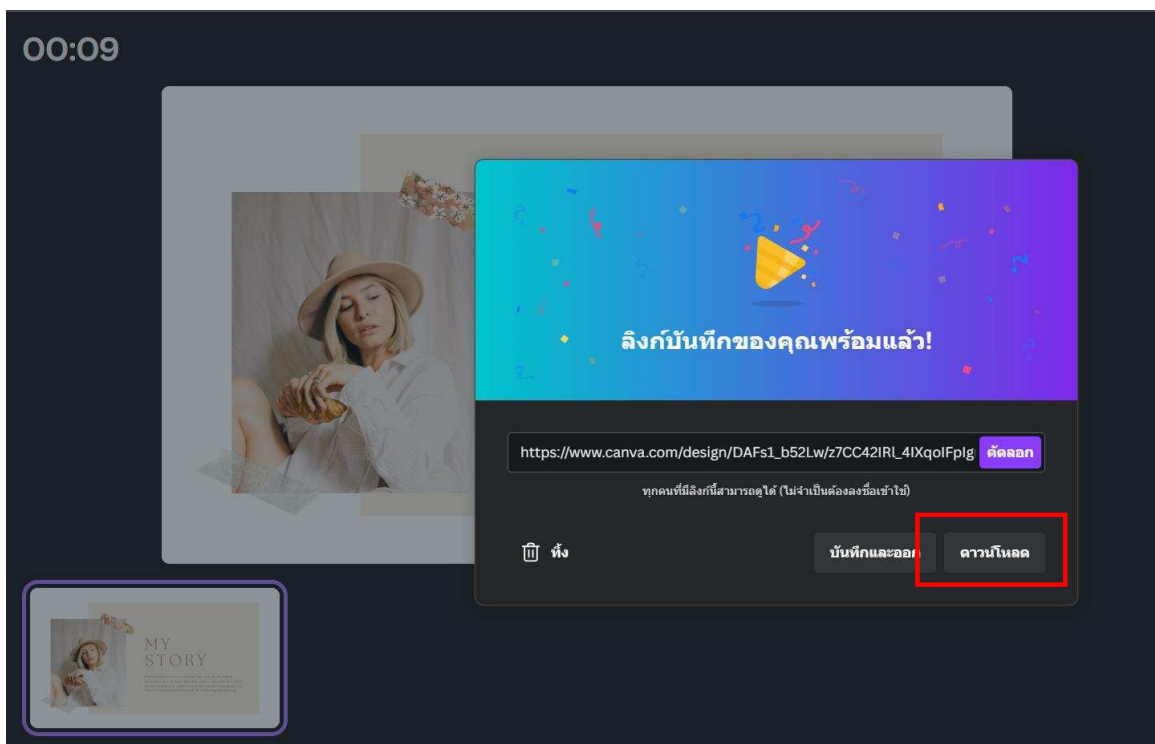 00:09
ลิงก์บันทึกของคุณพร้อมแล้ว!
https://www.canva.com/design/DAFs1_b52Lw/z7CC42IRl_4IXqoIFpIg
คัดลอก
ทุกคนที่มีลิงก์นี้สามารถดูได้ (ไม่จำเป็นต้องลงชื่อเข้าใช้)
ทิ้ง
บันทึกและออก
ดาวน์โหลด
MY
STORY